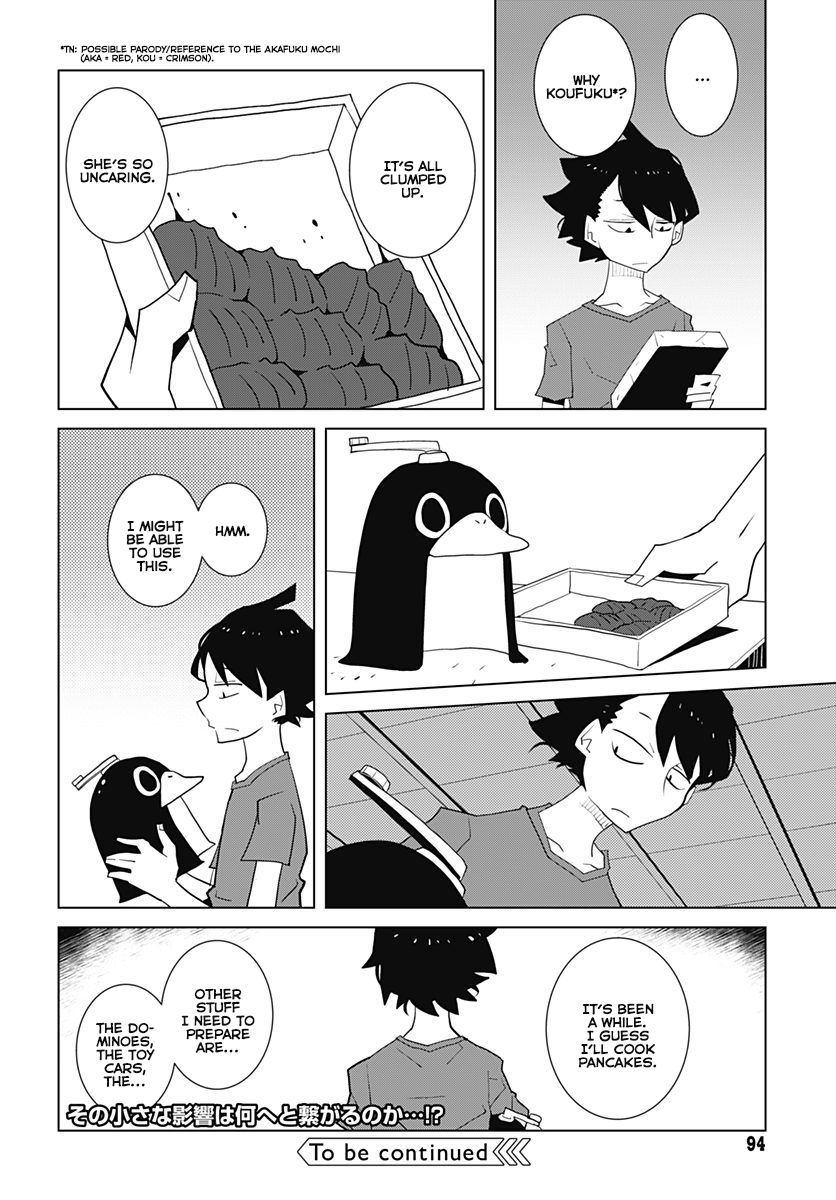 *TN: POSSIBLE PARODY/REFERENCE TO THE AKAFUKU MOCHI
(AKA = RED, KOU = CRIMSON).
...
WHY
KOUFUKU*?
IT'S ALL
CLUMPED
UP.
SHE'S SO
UNCARING.
HMM.
I MIGHT
BE ABLE
TO USE
THIS.
IT'S BEEN
A WHILE.
I GUESS
I'LL COOK
PANCAKES.
OTHER
STUFF
I NEED TO
PREPARE
ARE...
THE DO-
MINOES,
THE TOY
CARS,
THE...
その小さな影響は何へと繋がるのか…!?
To be continued
94